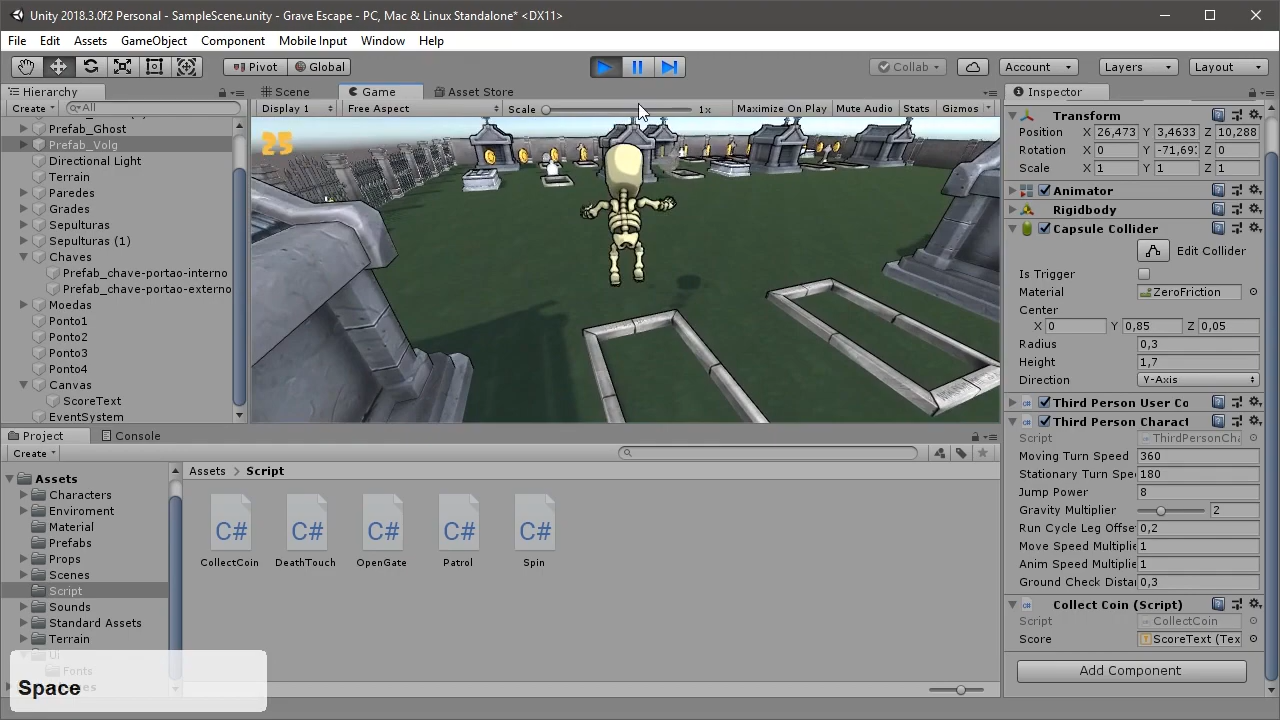 Unity 2018.3.0f2 Personal - SampleScene.unity - Grave Escape - PC, Mac & Linux Standalone* <DX11>
File Edit Assets GameObject Component Mobile Input Window Help
Pivot Global Collab Account Layers Layout
Hierarchy
Create All
Prefab_Ghost
Prefab_Volg
Directional Light
Terrain
Paredes
Grades
Sepulturas
Sepulturas (1)
Chaves
Prefab_chave-portao-interno
Prefab_chave-portao-externo
Moedas
Ponto1
Ponto2
Ponto3
Ponto4
Canvas
ScoreText
EventSystem
Scene Game Asset Store
Display 1 Free Aspect Scale 1x Maximize On Play Mute Audio Stats Gizmos
25
Project Console
Create
Assets
Characters
Enviroment
Material
Prefabs
Props
Scenes
Script
Sounds
Standard Assets
Terrain
Ui
Fonts
Assets > Script
C# C# C# C# C#
CollectCoin DeathTouch OpenGate Patrol Spin
Space
Inspector
Transform
Position X 26,473 Y 3,4633 Z 10,288
Rotation X 0 Y -71,69 Z 0
Scale X 1 Y 1 Z 1
Animator
Rigidbody
Capsule Collider
Edit Collider
Is Trigger
Material ZeroFriction
Center
X 0 Y 0,85 Z 0,05
Radius 0,3
Height 1,7
Direction Y-Axis
Third Person User Co
Third Person Charact
Script ThirdPersonCha
Moving Turn Speed 360
Stationary Turn Spe 180
Jump Power 8
Gravity Multiplier 2
Run Cycle Leg Offse 0,2
Move Speed Multiplie 1
Anim Speed Multiplie 1
Ground Check Distar 0,3
Collect Coin (Script)
Script CollectCoin
Score ScoreText (Tex
Add Component